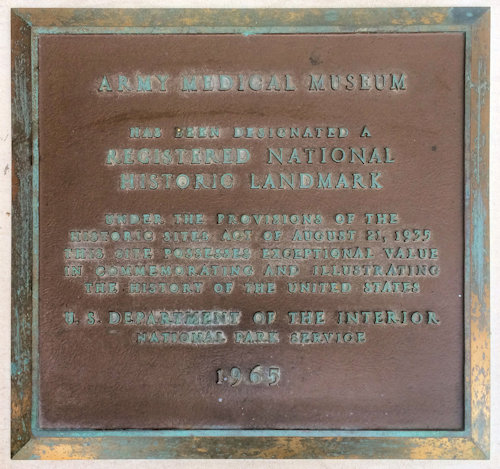 ARMY MEDICAL MUSEUM
HAS BEEN DESIGNATED A
REGISTERED NATIONAL
HISTORIC LANDMARK
UNDER THE PROVISIONS OF THE
HISTORIC SITES ACT OF AUGUST 21, 1935
THIS SITE POSSESSES EXCEPTIONAL VALUE
IN COMMEMORATING AND ILLUSTRATING
THE HISTORY OF THE UNITED STATES
U. S. DEPARTMENT OF THE INTERIOR
NATIONAL PARK SERVICE
1965